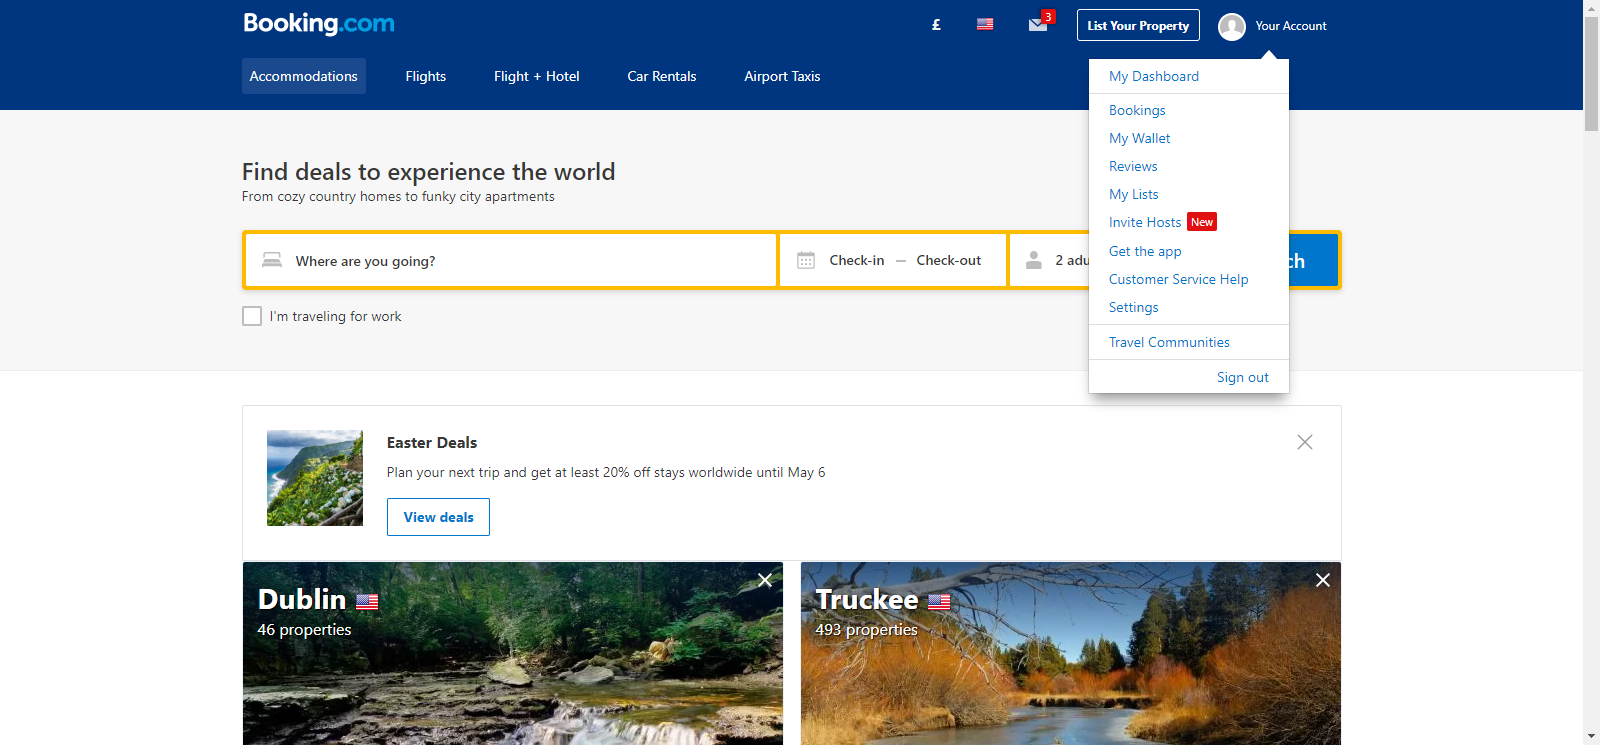 Booking.com
£
3
List Your Property
Your Account
Accommodations
Flights
Flight + Hotel
Car Rentals
Airport Taxis
My Dashboard
Bookings
My Wallet
Reviews
My Lists
Invite Hosts New
Get the app
Customer Service Help
Settings
Travel Communities
Sign out
Find deals to experience the world
From cozy country homes to funky city apartments
Where are you going?
Check-in — Check-out
2 adu
ch
I'm traveling for work
Easter Deals
Plan your next trip and get at least 20% off stays worldwide until May 6
View deals
Dublin
46 properties
Truckee
493 properties